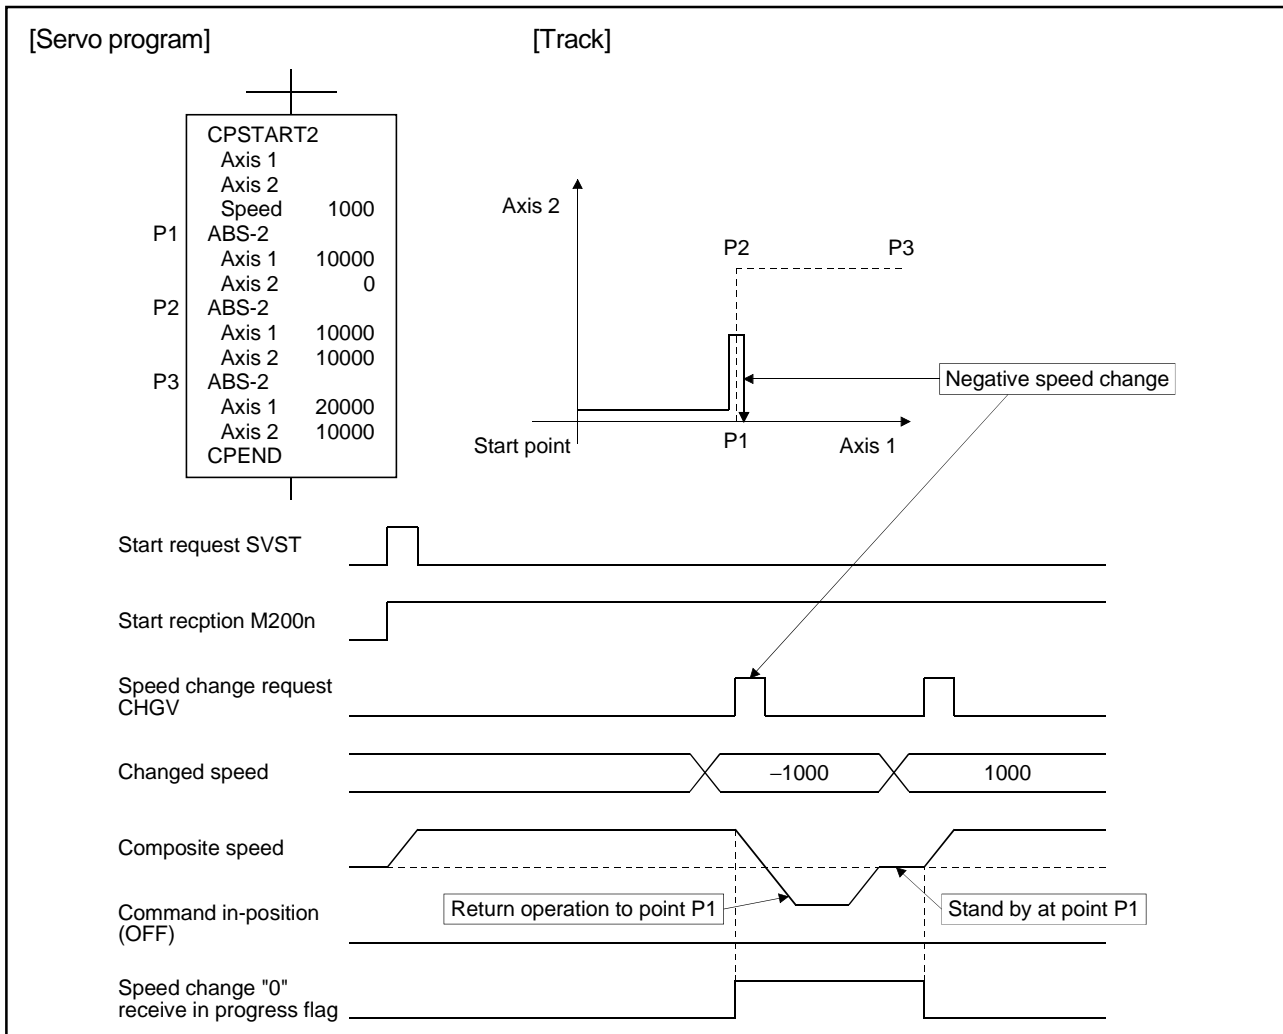 [Servo program]
[Track]
CPSTART2
Axis 1
Axis 2
Speed 1000
P1 ABS-2
Axis 1 10000
Axis 2 0
P2 ABS-2
Axis 1 10000
Axis 2 10000
P3 ABS-2
Axis 1 20000
Axis 2 10000
CPEND
Axis 2
P2
P3
Negative speed change
Start point
P1
Axis 1
Start request SVST
Start recption M200n
Speed change request
CHGV
Changed speed
–1000
1000
Composite speed
Return operation to point P1
Stand by at point P1
Command in-position
(OFF)
Speed change "0"
receive in progress flag